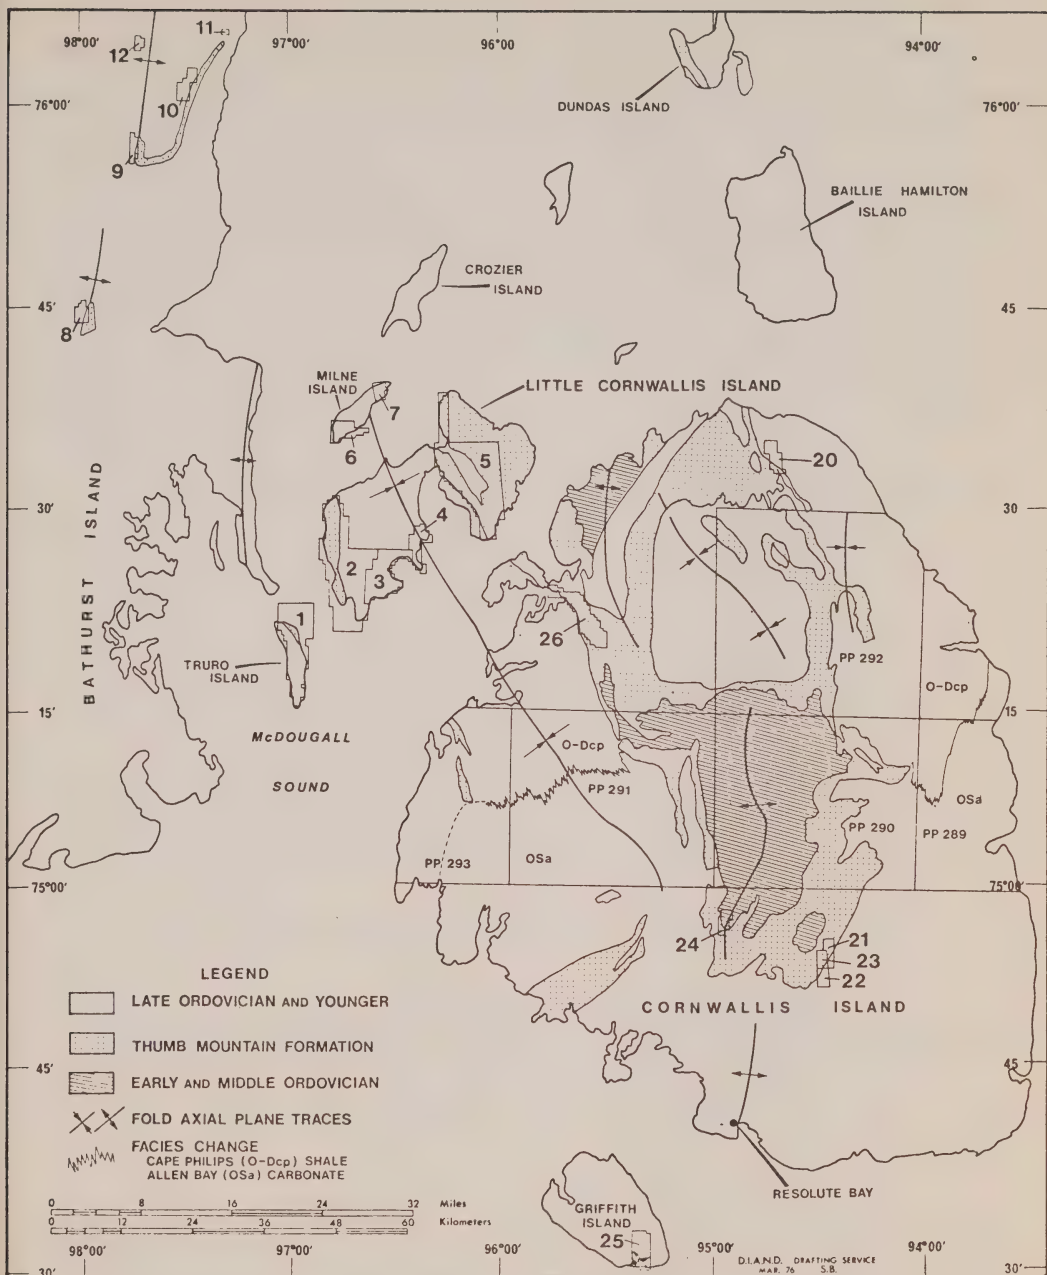 98°00'
97°00'
96°00
94°00'
11
12
10
9
76°00'
76°00'
DUNDAS ISLAND
BAILLIE HAMILTON
ISLAND
CROZIER
ISLAND
45'
45
8
MILNE
ISLAND
7
LITTLE CORNWALLIS ISLAND
6
5
20
30'
30
4
2
3
BATHURST ISLAND
1
26
PP 292
TRURO
ISLAND
O-Dcp
15'
15
McDOUGALL
SOUND
O-Dcp
PP 291
OSa
PP 290
PP 289
PP 293
OSa
75°00'
75°00'
24
21
23
22
CORNWALLIS ISLAND
LEGEND
LATE ORDOVICIAN AND YOUNGER
THUMB MOUNTAIN FORMATION
45'
45
EARLY AND MIDDLE ORDOVICIAN
FOLD AXIAL PLANE TRACES
FACIES CHANGE
CAPE PHILIPS (O-Dcp) SHALE
ALLEN BAY (OSa) CARBONATE
RESOLUTE BAY
0 8 16 24 32 Miles
0 12 24 36 48 60 Kilometers
GRIFFITH
ISLAND
25
98°00'
97°00'
96°00
95°00'
94°00'
D.I.A.N.D. DRAFTING SERVICE
MAR. 76 S.B.
30'
30'